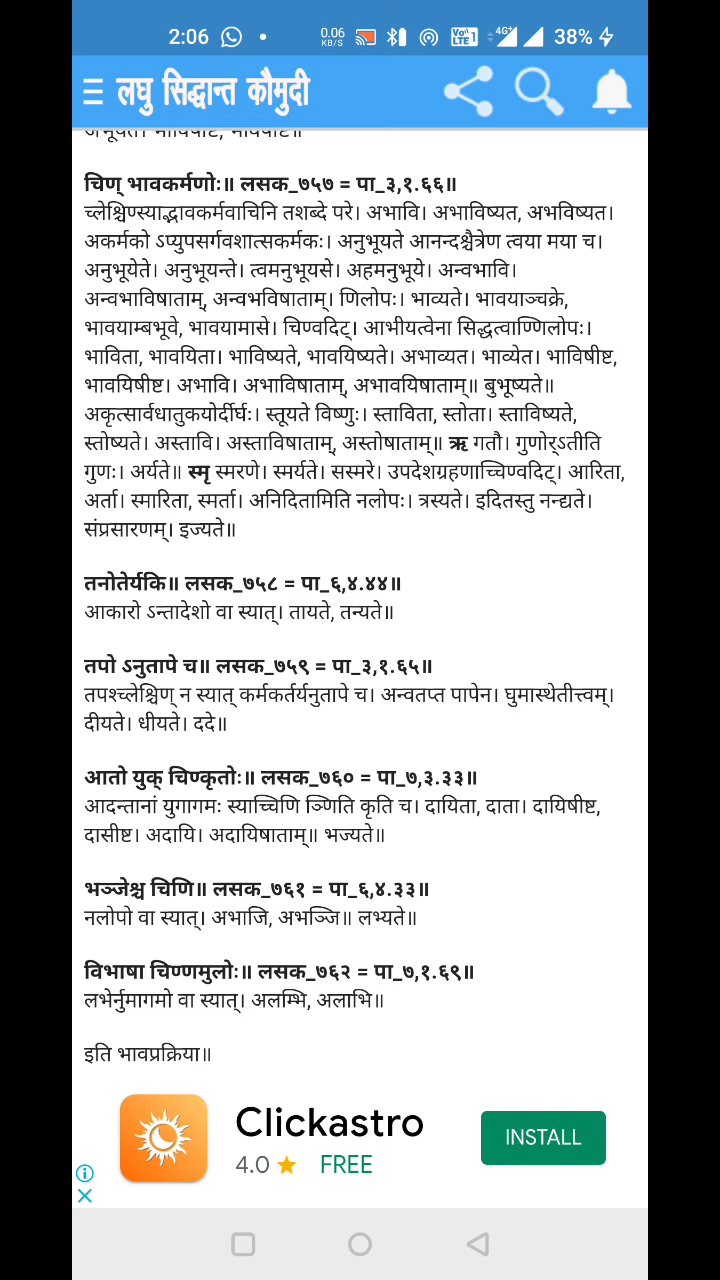 2:06
0.06 KB/S
VoLTE1
4G+
38%
लघु सिद्धान्त कौमुदी
चिण् भावकर्मणोः॥ लसक_७५७ = पा_३,१.६६॥
च्लेश्चिण्स्याद्भावकर्मवाचिनि तशब्दे परे। अभावि। अभाविष्यत, अभविष्यत।
अकर्मको ऽप्युपसर्गवशात्सकर्मकः। अनुभूयते आनन्दश्चैत्रेण त्वया मया च।
अनुभूयेते। अनुभूयन्ते। त्वमनुभूयसे। अहमनुभूये। अन्वभावि।
अन्वभाविषाताम्, अन्वभविषाताम्। णिलोपः। भाव्यते। भावयाञ्चक्रे,
भावयाम्बभूवे, भावयामासे। चिण्वदिट्। आभीयत्वेना सिद्धत्वाण्णिलोपः।
भाविता, भावयिता। भाविष्यते, भावयिष्यते। अभाव्यत। भाव्येत। भाविषीष्ट,
भावयिषीष्ट। अभावि। अभाविषाताम्, अभावयिषाताम्॥ बुभूष्यते॥
अकृत्सार्वधातुकयोर्दीर्घः। स्तूयते विष्णुः। स्ताविता, स्तोता। स्ताविष्यते,
स्तोष्यते। अस्तावि। अस्ताविषाताम्, अस्तोषाताम्॥ ऋ गतौ। गुणोर्ऽतीति
गुणः। अर्यते॥ स्मृ स्मरणे। स्मर्यते। सस्मरे। उपदेशग्रहणाच्चिण्वदिट्। आरिता,
अर्ता। स्मारिता, स्मर्ता। अनिदितामिति नलोपः। त्रस्यते। इदितस्तु नन्द्यते।
संप्रसारणम्। इज्यते॥
तनोतेर्यकि॥ लसक_७५८ = पा_६,४.४४॥
आकारो ऽन्तादेशो वा स्यात्। तायते, तन्यते॥
तपो ऽनुतापे च॥ लसक_७५९ = पा_३,१.६५॥
तपश्च्लेश्चिण् न स्यात् कर्मकर्तर्यनुतापे च। अन्वतप्त पापेन। घुमास्थेतीत्त्वम्।
दीयते। धीयते। ददे॥
आतो युक् चिण्कृतोः॥ लसक_७६० = पा_७,३.३३॥
आदन्तानां युगागमः स्याच्चिणि ञ्णिति कृति च। दायिता, दाता। दायिषीष्ट,
दासीष्ट। अदायि। अदायिषाताम्॥ भज्यते॥
भञ्जेश्च चिणि॥ लसक_७६१ = पा_६,४.३३॥
नलोपो वा स्यात्। अभाजि, अभञ्जि॥ लभ्यते॥
विभाषा चिण्णमुलोः॥ लसक_७६२ = पा_७,१.६९॥
लभेर्नुमागमो वा स्यात्। अलम्भि, अलाभि॥
इति भावप्रक्रिया॥
Clickastro
4.0 FREE
INSTALL